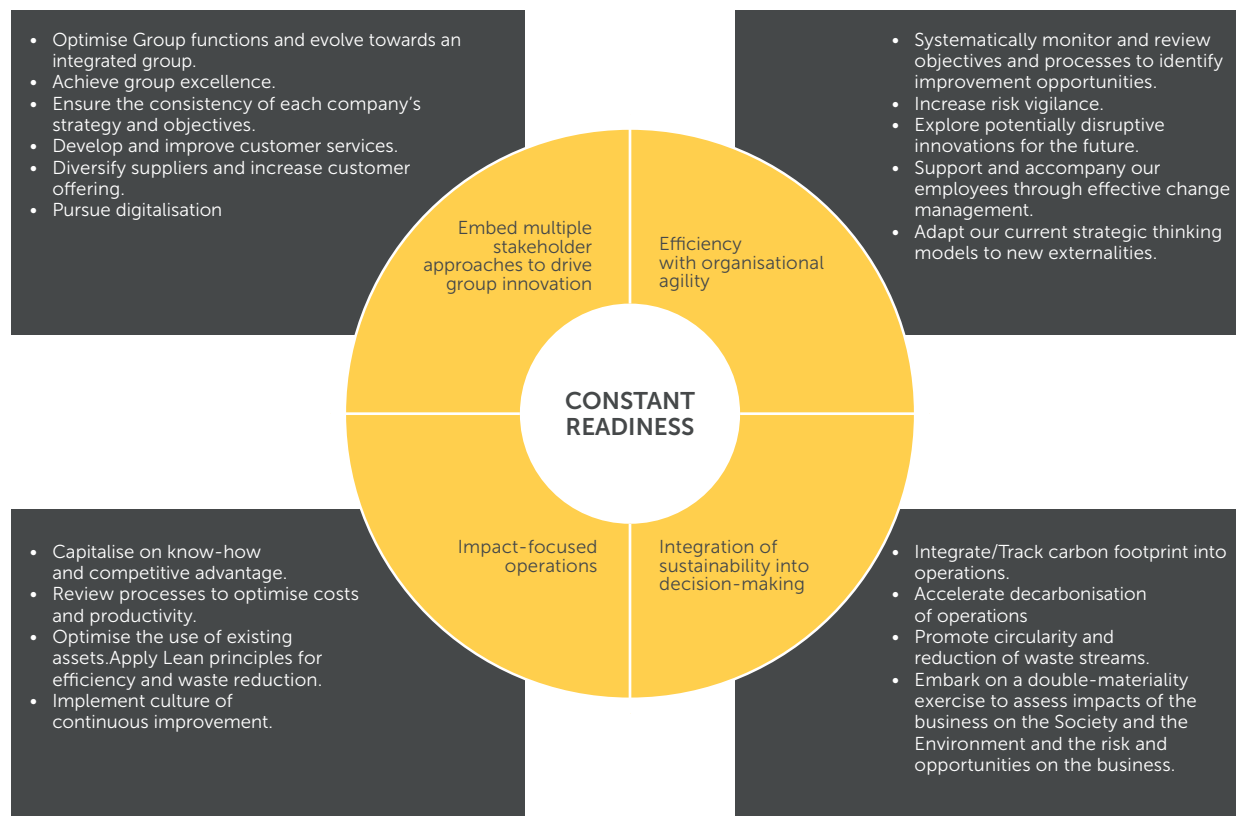 • Optimise Group functions and evolve towards an
integrated group.
• Achieve group excellence.
• Ensure the consistency of each company’s
strategy and objectives.
• Develop and improve customer services.
• Diversify suppliers and increase customer
offering.
• Pursue digitalisation
• Systematically monitor and review
objectives and processes to identify
improvement opportunities.
• Increase risk vigilance.
• Explore potentially disruptive
innovations for the future.
• Support and accompany our
employees through effective change
management.
• Adapt our current strategic thinking
models to new externalities.
Embed multiple
stakeholder
approaches to drive
group innovation
Efficiency
with organisational
agility
CONSTANT
READINESS
Impact-focused
operations
Integration of
sustainability into
decision-making
• Capitalise on know-how
and competitive advantage.
• Review processes to optimise costs
and productivity.
• Optimise the use of existing
assets.Apply Lean principles for
efficiency and waste reduction.
• Implement culture of
continuous improvement.
• Integrate/Track carbon footprint into
operations.
• Accelerate decarbonisation
of operations
• Promote circularity and
reduction of waste streams.
• Embark on a double-materiality
exercise to assess impacts of the
business on the Society and the
Environment and the risk and
opportunities on the business.